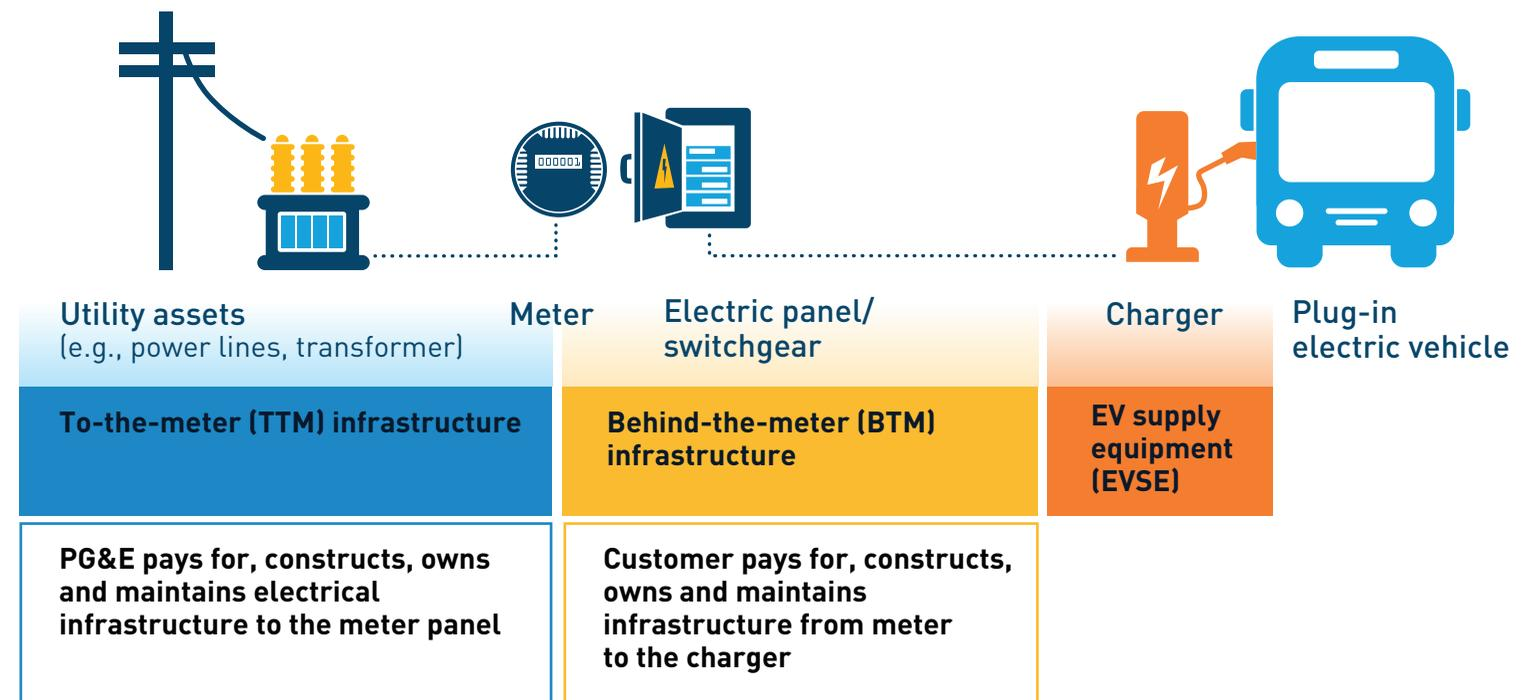 000001
Utility assets
(e.g., power lines, transformer)
Meter
Electric panel/
switchgear
Charger
Plug-in
electric vehicle
To-the-meter (TTM) infrastructure
Behind-the-meter (BTM)
infrastructure
EV supply
equipment
(EVSE)
PG&E pays for, constructs, owns
and maintains electrical
infrastructure to the meter panel
Customer pays for, constructs,
owns and maintains
infrastructure from meter
to the charger